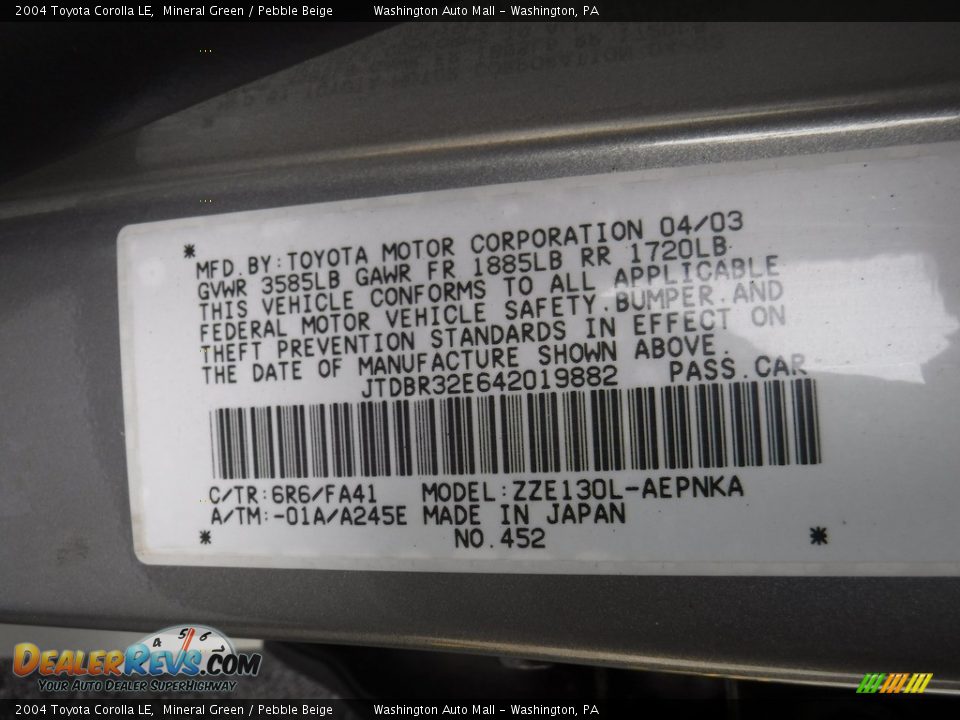 2004 Toyota Corolla LE,  Mineral Green / Pebble Beige          Washington Auto Mall - Washington, PA
* MFD.BY:TOYOTA MOTOR CORPORATION 04/03
GVWR 3585LB GAWR FR 1885LB RR 1720LB
THIS VEHICLE CONFORMS TO ALL APPLICABLE
FEDERAL MOTOR VEHICLE SAFETY.BUMPER.AND
THEFT PREVENTION STANDARDS IN EFFECT ON
THE DATE OF MANUFACTURE SHOWN ABOVE.
JTDBR32E642019882 PASS.CAR
C/TR:6R6/FA41 MODEL:ZZE130L-AEPNKA
A/TM:-01A/A245E MADE IN JAPAN
* NO.452 *
4 5 6
DEALERREVS.COM
YOUR AUTO DEALER SUPERHIGHWAY
2004 Toyota Corolla LE,  Mineral Green / Pebble Beige          Washington Auto Mall - Washington, PA